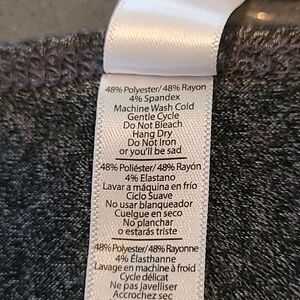 48% Polyester/ 48% Rayon
4% Spandex
Machine Wash Cold
Gentle Cycle
Do Not Bleach
Hang Dry
Do Not Iron
or you'll be sad
48% Poliéster/ 48% Rayón
4% Elastano
Lavar a máquina en frío
Ciclo Suave
No usar blanqueador
Cuelgue en seco
No planchar
o estarás triste
48% Polyester/ 48% Rayonne
4% Élasthanne
Lavage en machine à froid
Cycle délicat
Ne pas Javelliser
Accrochez sec